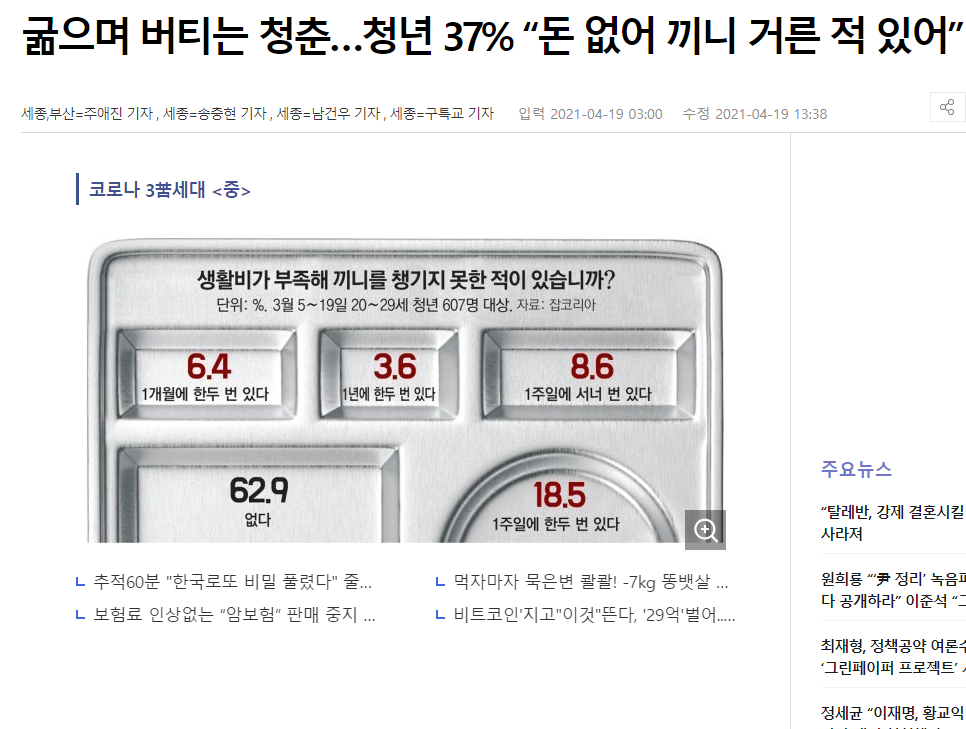 굶으며 버티는 청춘…청년 37% “돈 없어 끼니 거른 적 있어”
세종,부산=주애진 기자 , 세종=송충현 기자 , 세종=남건우 기자 , 세종=구특교 기자 입력 2021-04-19 03:00 수정 2021-04-19 13:38
코로나 3苦세대 <중>
생활비가 부족해 끼니를 챙기지 못한 적이 있습니까?
단위: %. 3월 5~19일 20~29세 청년 607명 대상. 자료: 잡코리아
6.4
1개월에 한두 번 있다
3.6
1년에 한두 번 있다
8.6
1주일에 서너 번 있다
62.9
없다
18.5
1주일에 한두 번 있다
추적60분 "한국로또 비밀 풀렸다" 줄...
먹자마자 묵은변 콸콸! -7kg 똥뱃살 ...
보험료 인상없는 “암보험” 판매 중지 ...
비트코인'지고"이것"뜬다, '29억'벌어.....
주요뉴스
“탈레반, 강제 결혼시킬
사라져
원희룡 “‘尹 정리’ 녹음파
다 공개하라” 이준석 “그
최재형, 정책공약 여론수
‘그린페이퍼 프로젝트’
정세균 “이재명, 황교익